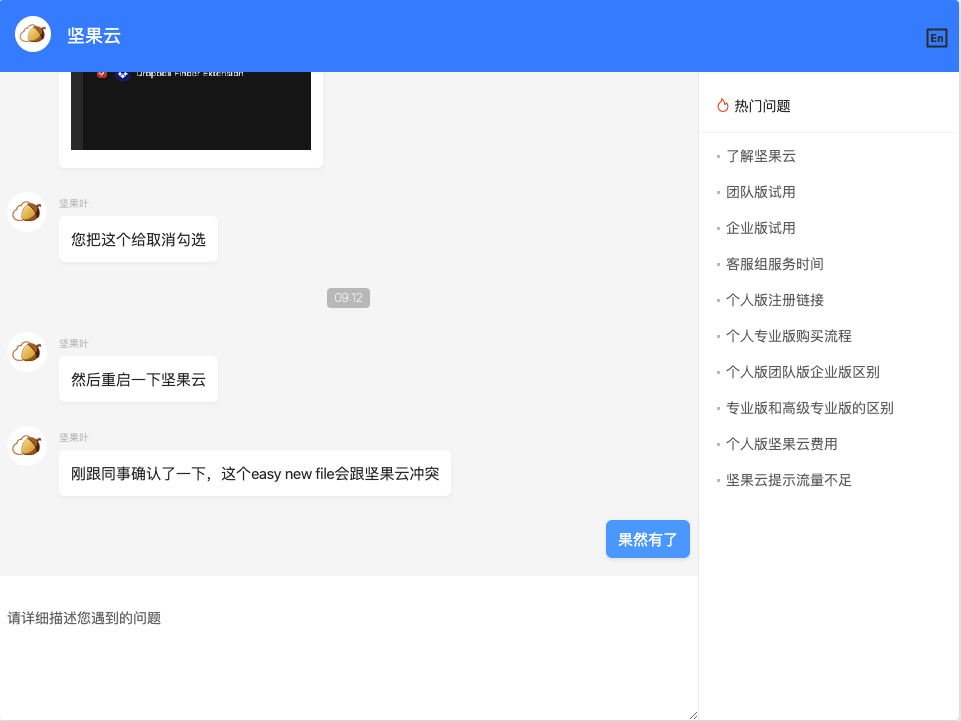 坚果云
En
Dropbox Finder Extension
坚果叶
您把这个给取消勾选
09:12
坚果叶
然后重启一下坚果云
坚果叶
刚跟同事确认了一下，这个easy new file会跟坚果云冲突
果然有了
请详细描述您遇到的问题
热门问题
了解坚果云
团队版试用
企业版试用
客服组服务时间
个人版注册链接
个人专业版购买流程
个人版团队版企业版区别
专业版和高级专业版的区别
个人版坚果云费用
坚果云提示流量不足